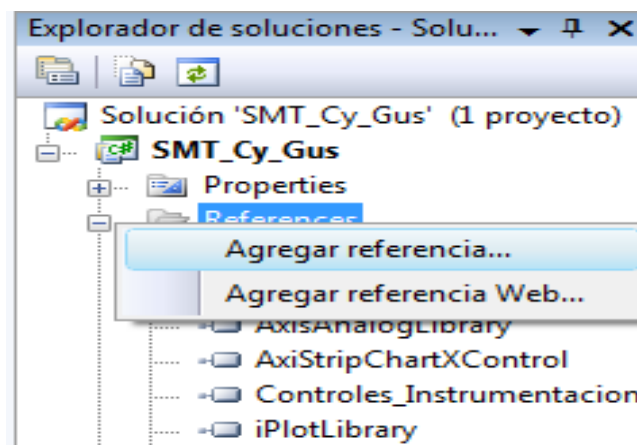 Explorador de soluciones - Solu...
Solución 'SMT_Cy_Gus' (1 proyecto)
C#
SMT_Cy_Gus
Properties
References
Agregar referencia...
Agregar referencia Web...
AxisAnalogLibrary
AxiStripChartXControl
Controles_Instrumentacion
iPlotLibrary